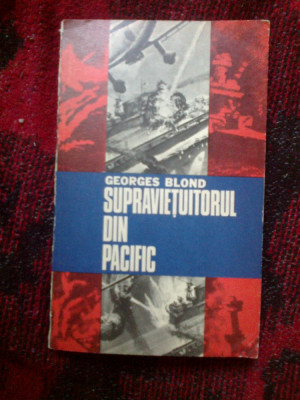 GEORGES BLOND
SUPRAVIEȚUITORUL
DIN
PACIFIC